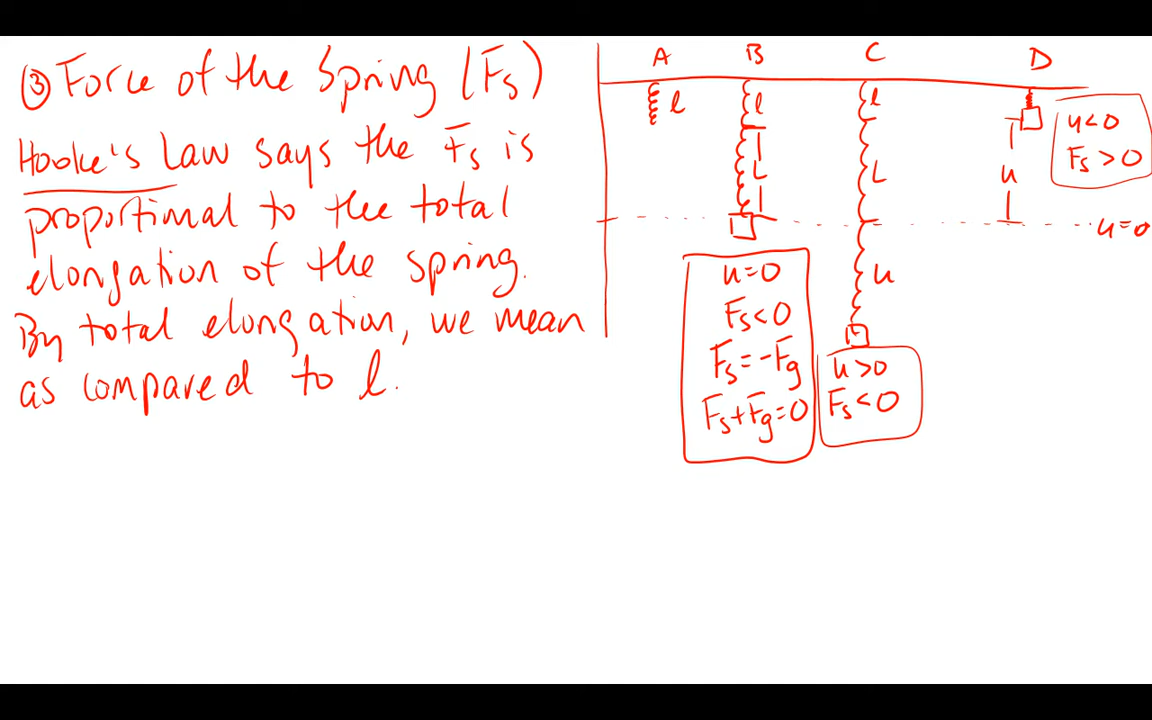 ③ Force of the Spring (Fs)
Hooke's Law says the Fs is
proportional to the total
elongation of the spring.
By total elongation, we mean
as compared to l.
A B C D
l l l
L L
u
u
u<0
Fs>0
u=0
u=0
Fs<0
Fs=-Fg
Fs+Fg=0
u>0
Fs<0